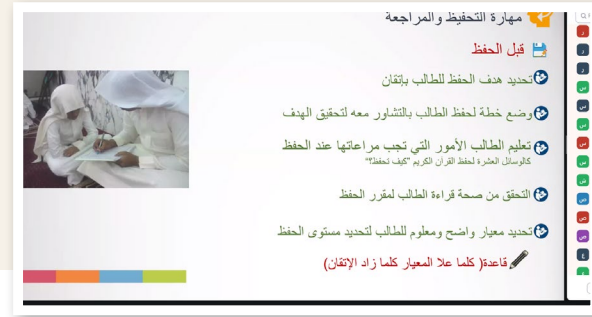 مهارة التحفيظ والمراجعة
قبل الحفظ
تحديد هدف الحفظ للطالب بإتقان
وضع خطة لحفظ الطالب بالتشاور معه لتحقيق الهدف
تعليم الطالب الأمور التي تجب مراعاتها عند الحفظ
كالوسائل العشرة لحفظ القرآن الكريم "كيف تحفظ؟"
التحقق من صحة قراءة الطالب لمقرر الحفظ
تحديد معيار واضح ومعلوم للطالب لتحديد مستوى الحفظ
قاعدة( كلما علا المعيار كلما زاد الإتقان)